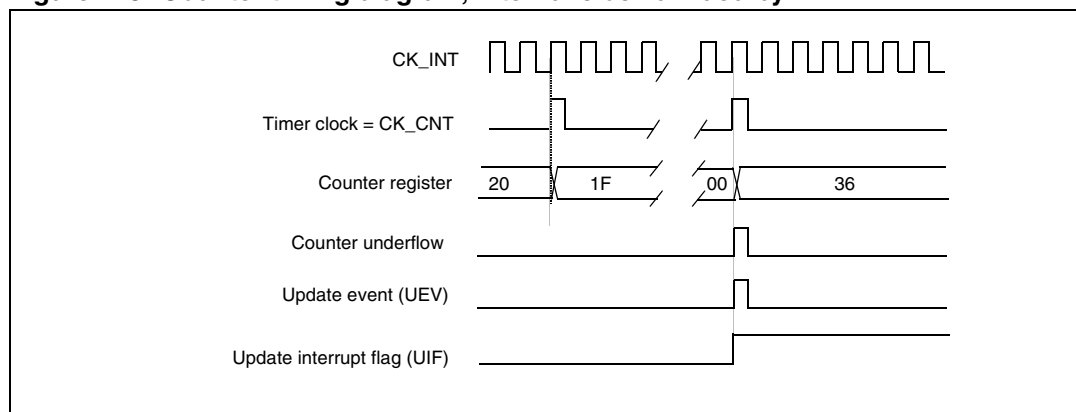 CK_INT
Timer clock = CK_CNT
Counter register 20 1F 00 36
Counter underflow
Update event (UEV)
Update interrupt flag (UIF)